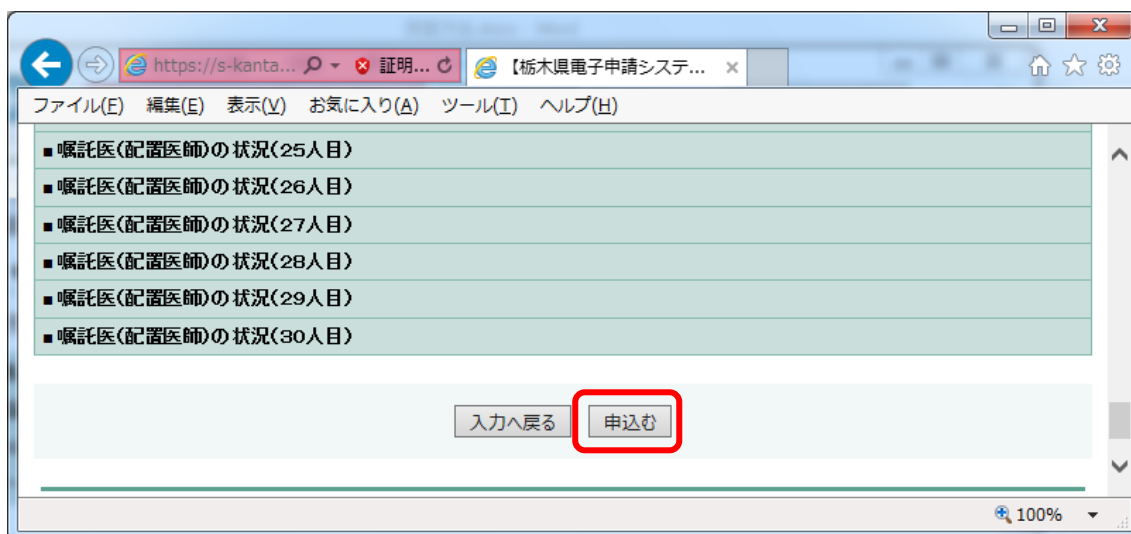 https://s-kanta... 証明... 【栃木県電子申請システ...
ファイル(F) 編集(E) 表示(V) お気に入り(A) ツール(T) ヘルプ(H)
■嘱託医(配置医師)の状況(25人目)
■嘱託医(配置医師)の状況(26人目)
■嘱託医(配置医師)の状況(27人目)
■嘱託医(配置医師)の状況(28人目)
■嘱託医(配置医師)の状況(29人目)
■嘱託医(配置医師)の状況(30人目)
入力へ戻る 申込む
100%